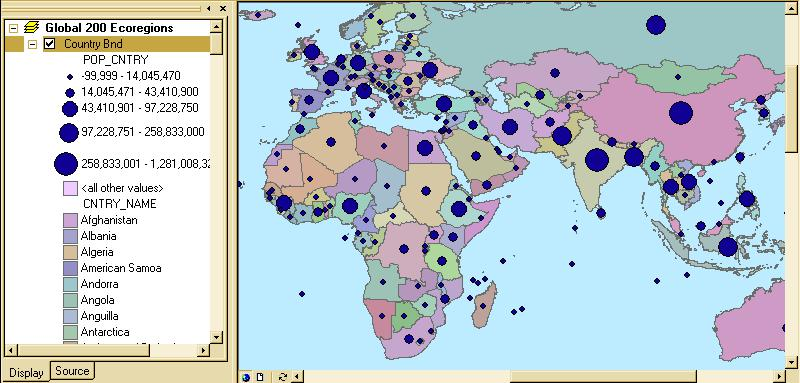 Global 200 Ecoregions
Country Bnd
POP_CNTRY
-99,999 - 14,045,470
14,045,471 - 43,410,900
43,410,901 - 97,228,750
97,228,751 - 258,833,000
258,833,001 - 1,281,008,32
<all other values>
CNTRY_NAME
Afghanistan
Albania
Algeria
American Samoa
Andorra
Angola
Anguilla
Antarctica
Display Source